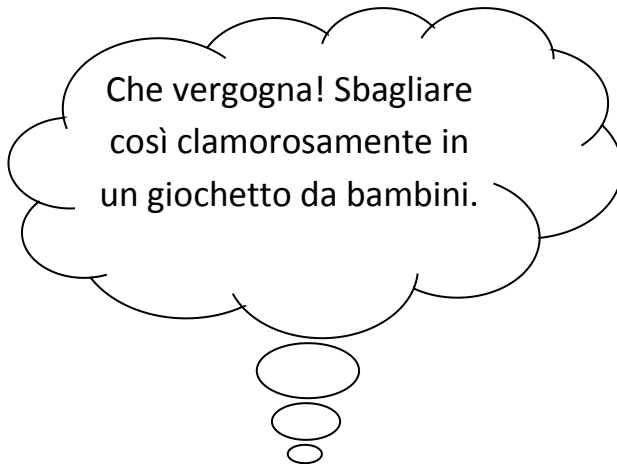 Che vergogna! Sbagliare
così clamorosamente in
un giochetto da bambini.